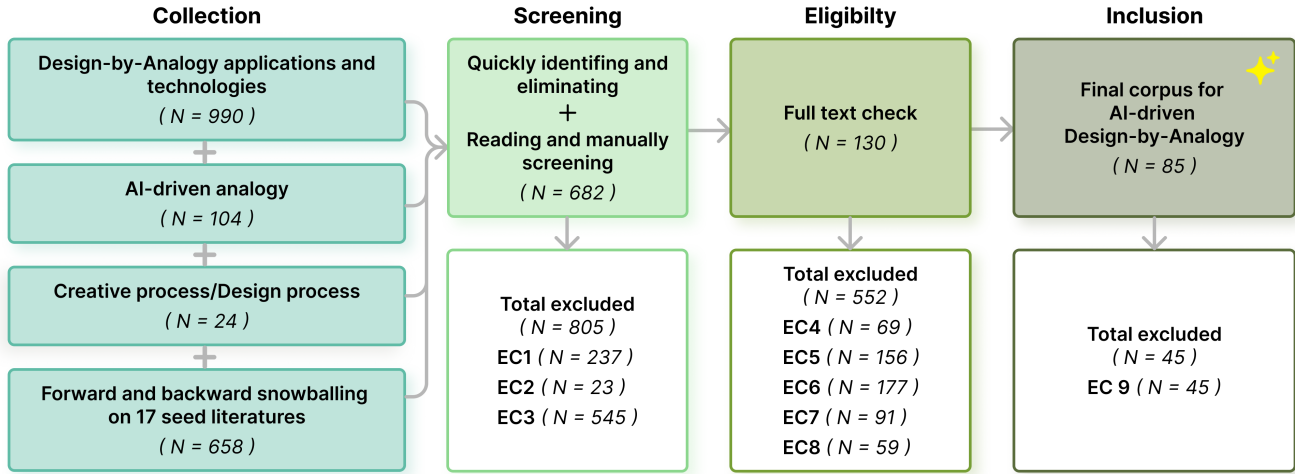 Collection
Design-by-Analogy applications and
technologies
( N = 990 )
+
AI-driven analogy
( N = 104 )
+
Creative process/Design process
( N = 24 )
+
Forward and backward snowballing
on 17 seed literatures
( N = 658 )
Screening
Quickly identifing and
eliminating
+
Reading and manually
screening
( N = 682 )
Total excluded
( N = 805 )
EC1 ( N = 237 )
EC2 ( N = 23 )
EC3 ( N = 545 )
Eligibilty
Full text check
( N = 130 )
Total excluded
( N = 552 )
EC4 ( N = 69 )
EC5 ( N = 156 )
EC6 ( N = 177 )
EC7 ( N = 91 )
EC8 ( N = 59 )
Inclusion
Final corpus for
AI-driven
Design-by-Analogy
( N = 85 )
Total excluded
( N = 45 )
EC 9 ( N = 45 )